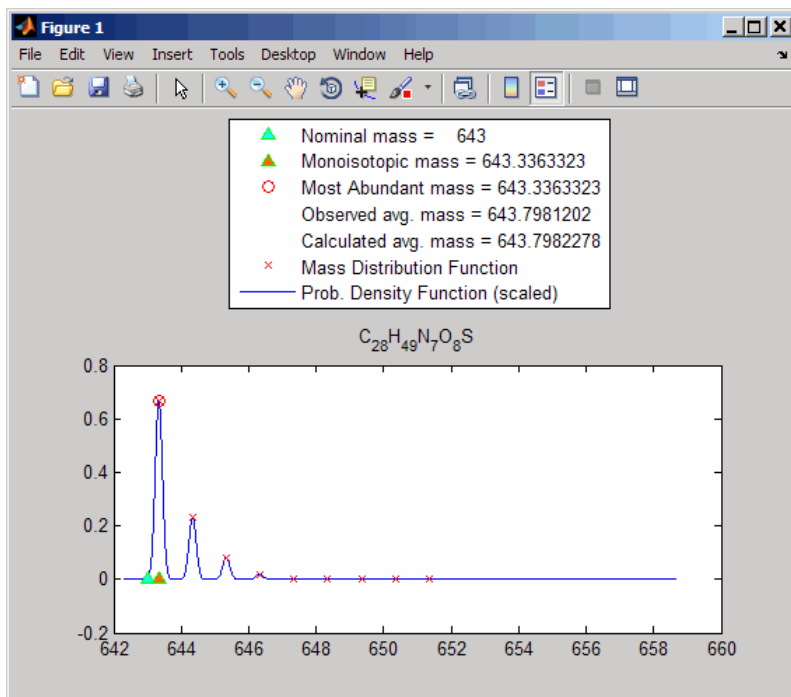 Figure 1
File Edit View Insert Tools Desktop Window Help
Nominal mass = 643
Monoisotopic mass = 643.3363323
Most Abundant mass = 643.3363323
Observed avg. mass = 643.7981202
Calculated avg. mass = 643.7982278
Mass Distribution Function
Prob. Density Function (scaled)
C28H49N7O8S
0.8
0.6
0.4
0.2
0
-0.2
642 644 646 648 650 652 654 656 658 660